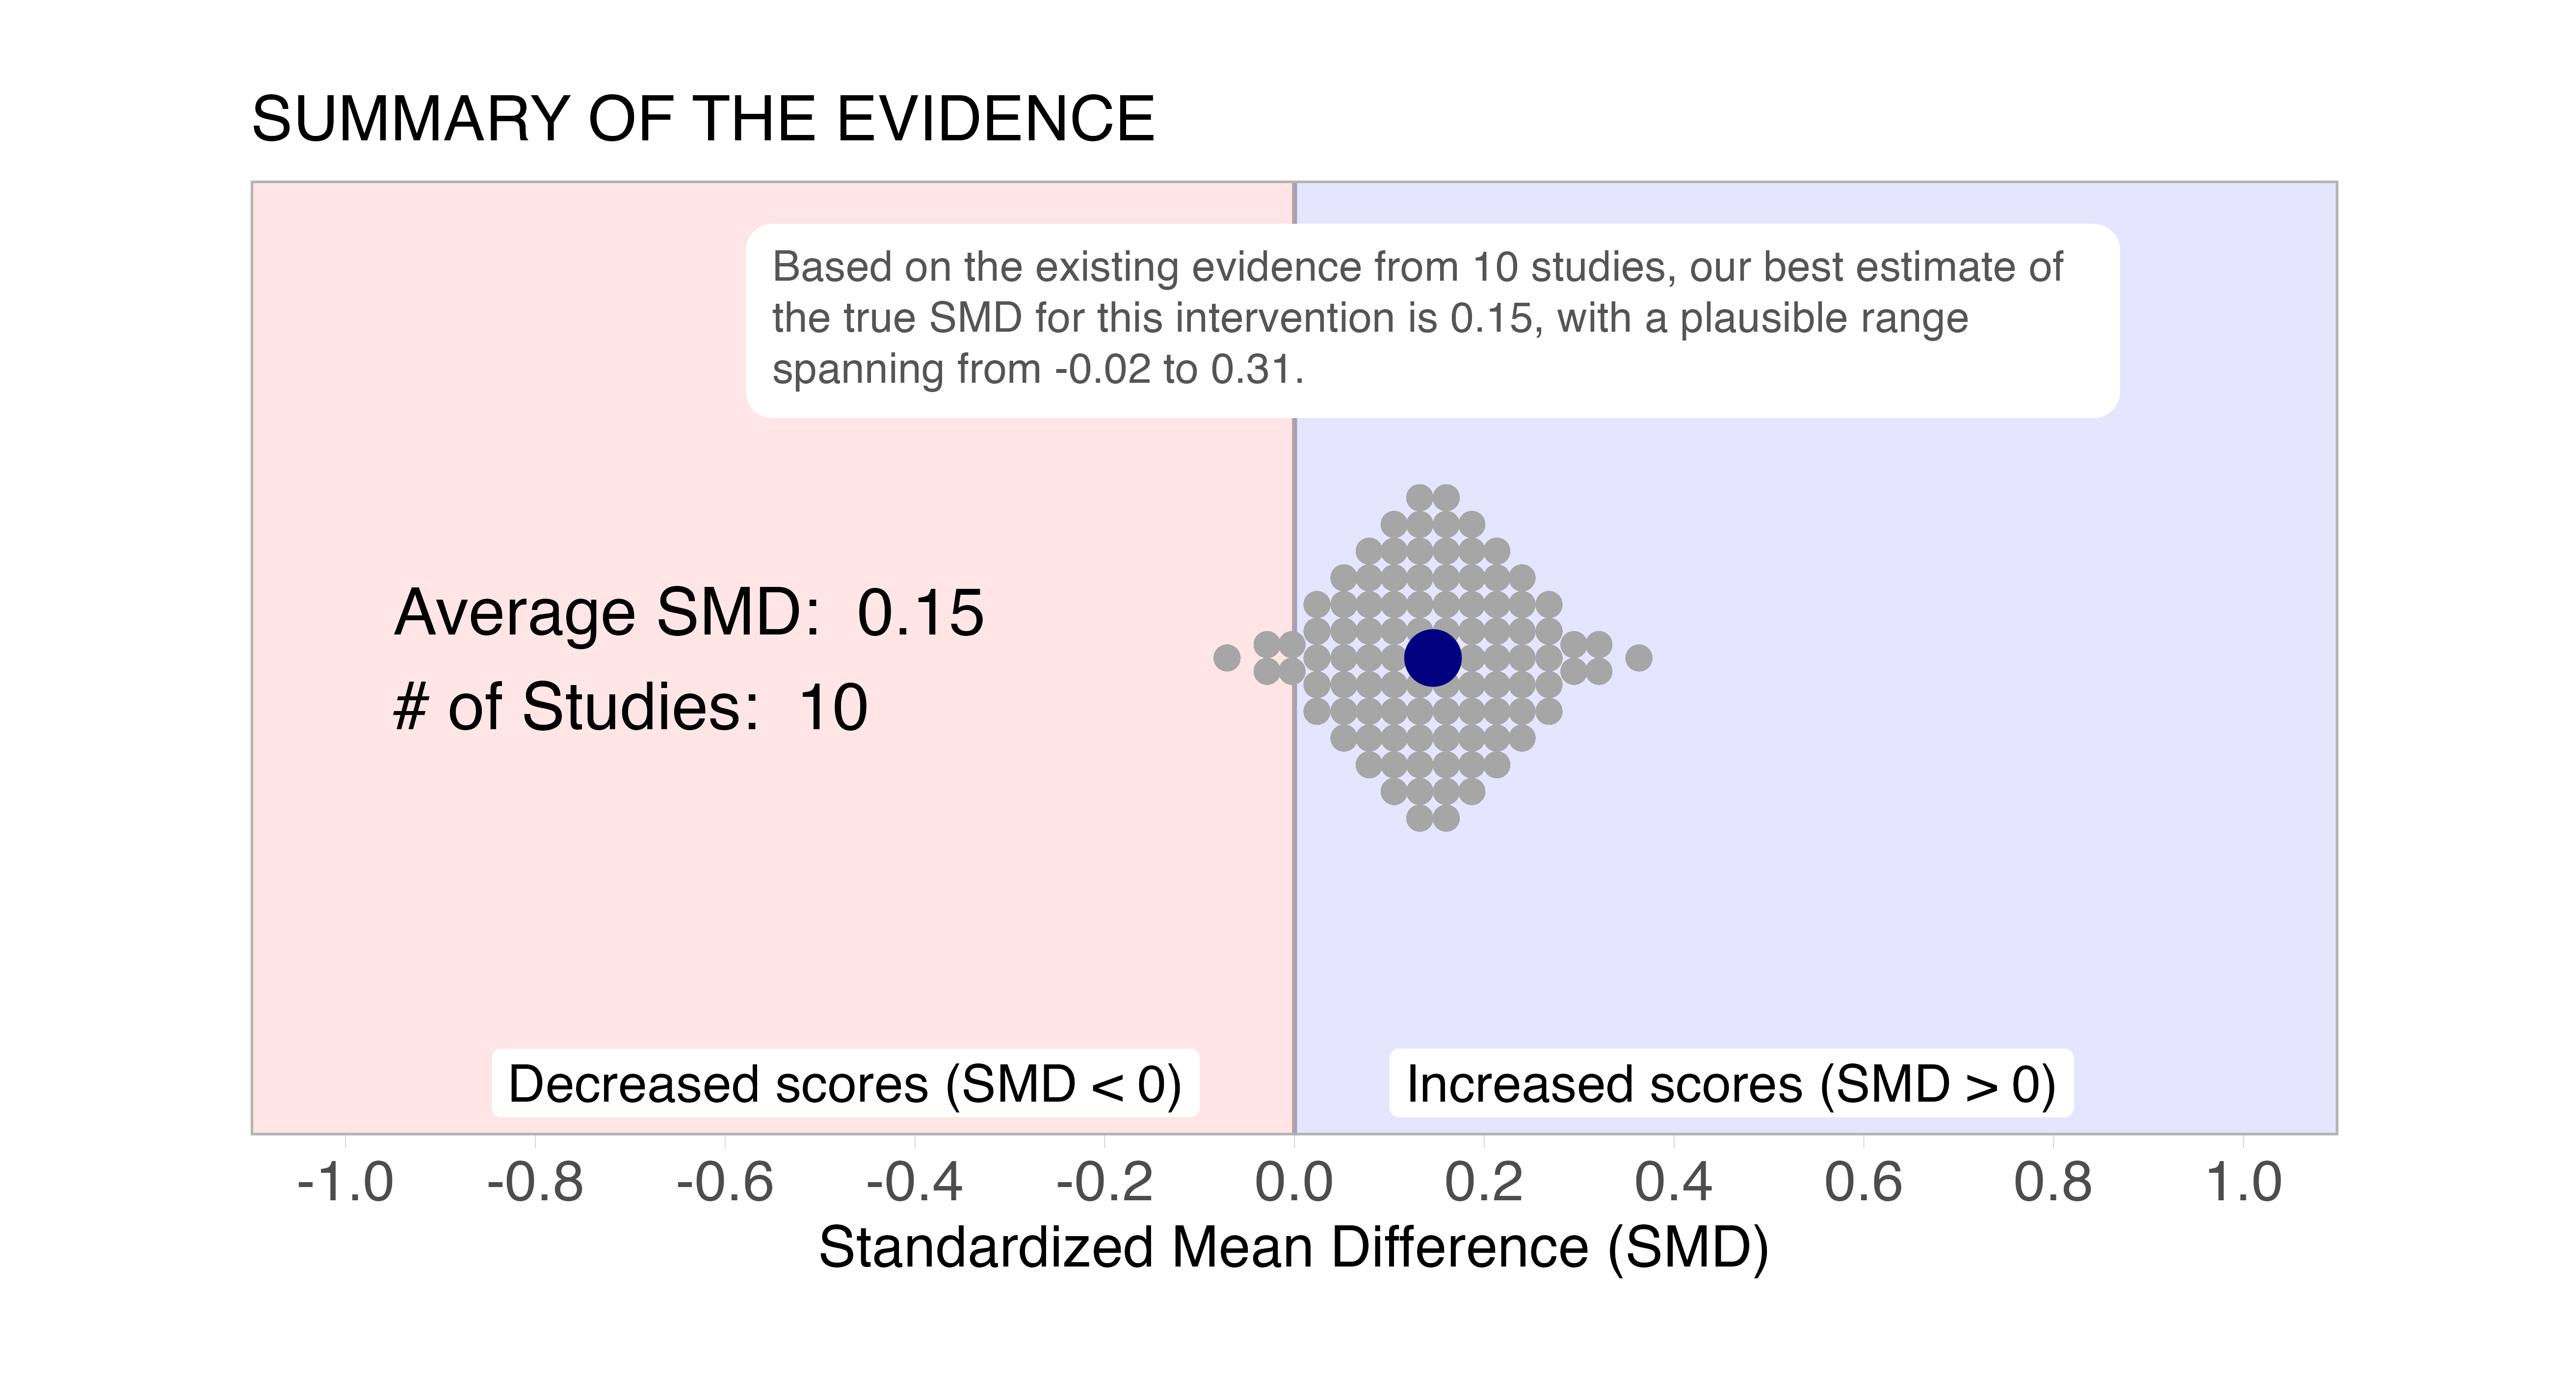 SUMMARY OF THE EVIDENCE
Based on the existing evidence from 10 studies, our best estimate of
the true SMD for this intervention is 0.15, with a plausible range
spanning from -0.02 to 0.31.
Average SMD: 0.15
# of Studies: 10
Decreased scores (SMD < 0)
Increased scores (SMD > 0)
-1.0 -0.8 -0.6 -0.4 -0.2 0.0 0.2 0.4 0.6 0.8 1.0
Standardized Mean Difference (SMD)